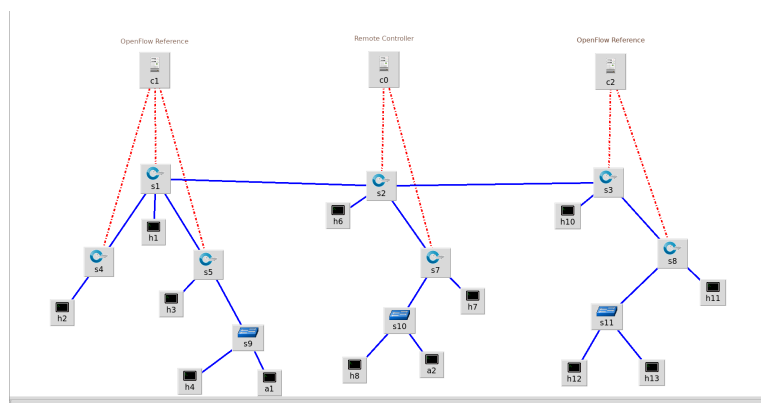 OpenFlow Reference
Remote Controller
OpenFlow Reference
c1
c0
c2
s1
s2
s3
h1
h6
h10
s4
s5
s7
s8
h2
h3
h7
h11
s9
s10
s11
h4
a1
h8
a2
h12
h13